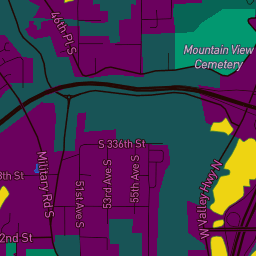 46th Pl S
Mountain View
Cemetery
S 336th St
8th St
Military Rd S
51st Ave S
53rd Ave S
55th Ave S
W Valley Hwy N
2nd St